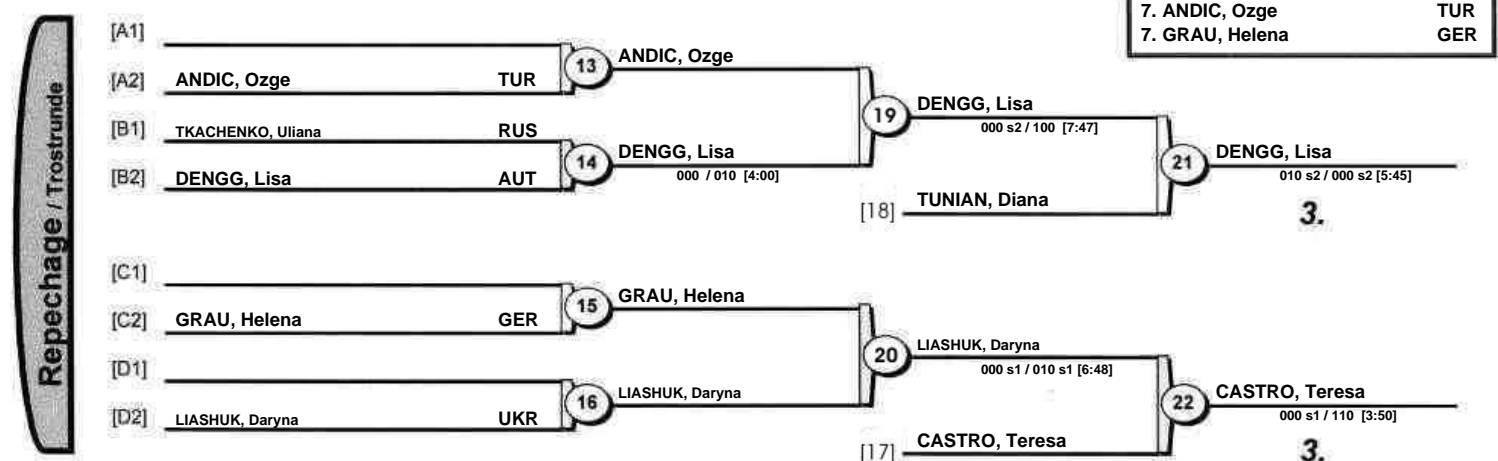 7. ANDIC, Ozge TUR
7. GRAU, Helena GER
Repechage / Trostrunde
[A1]
[A2] ANDIC, Ozge TUR
13 ANDIC, Ozge
[B1] TKACHENKO, Uliana RUS
[B2] DENGG, Lisa AUT
14 DENGG, Lisa
000 / 010 [4:00]
19 DENGG, Lisa
000 s2 / 100 [7:47]
[18] TUNIAN, Diana
21 DENGG, Lisa
010 s2 / 000 s2 [5:45]
3.
[C1]
[C2] GRAU, Helena GER
15 GRAU, Helena
[D1]
[D2] LIASHUK, Daryna UKR
16 LIASHUK, Daryna
20 LIASHUK, Daryna
000 s1 / 010 s1 [6:48]
[17] CASTRO, Teresa
22 CASTRO, Teresa
000 s1 / 110 [3:50]
3.